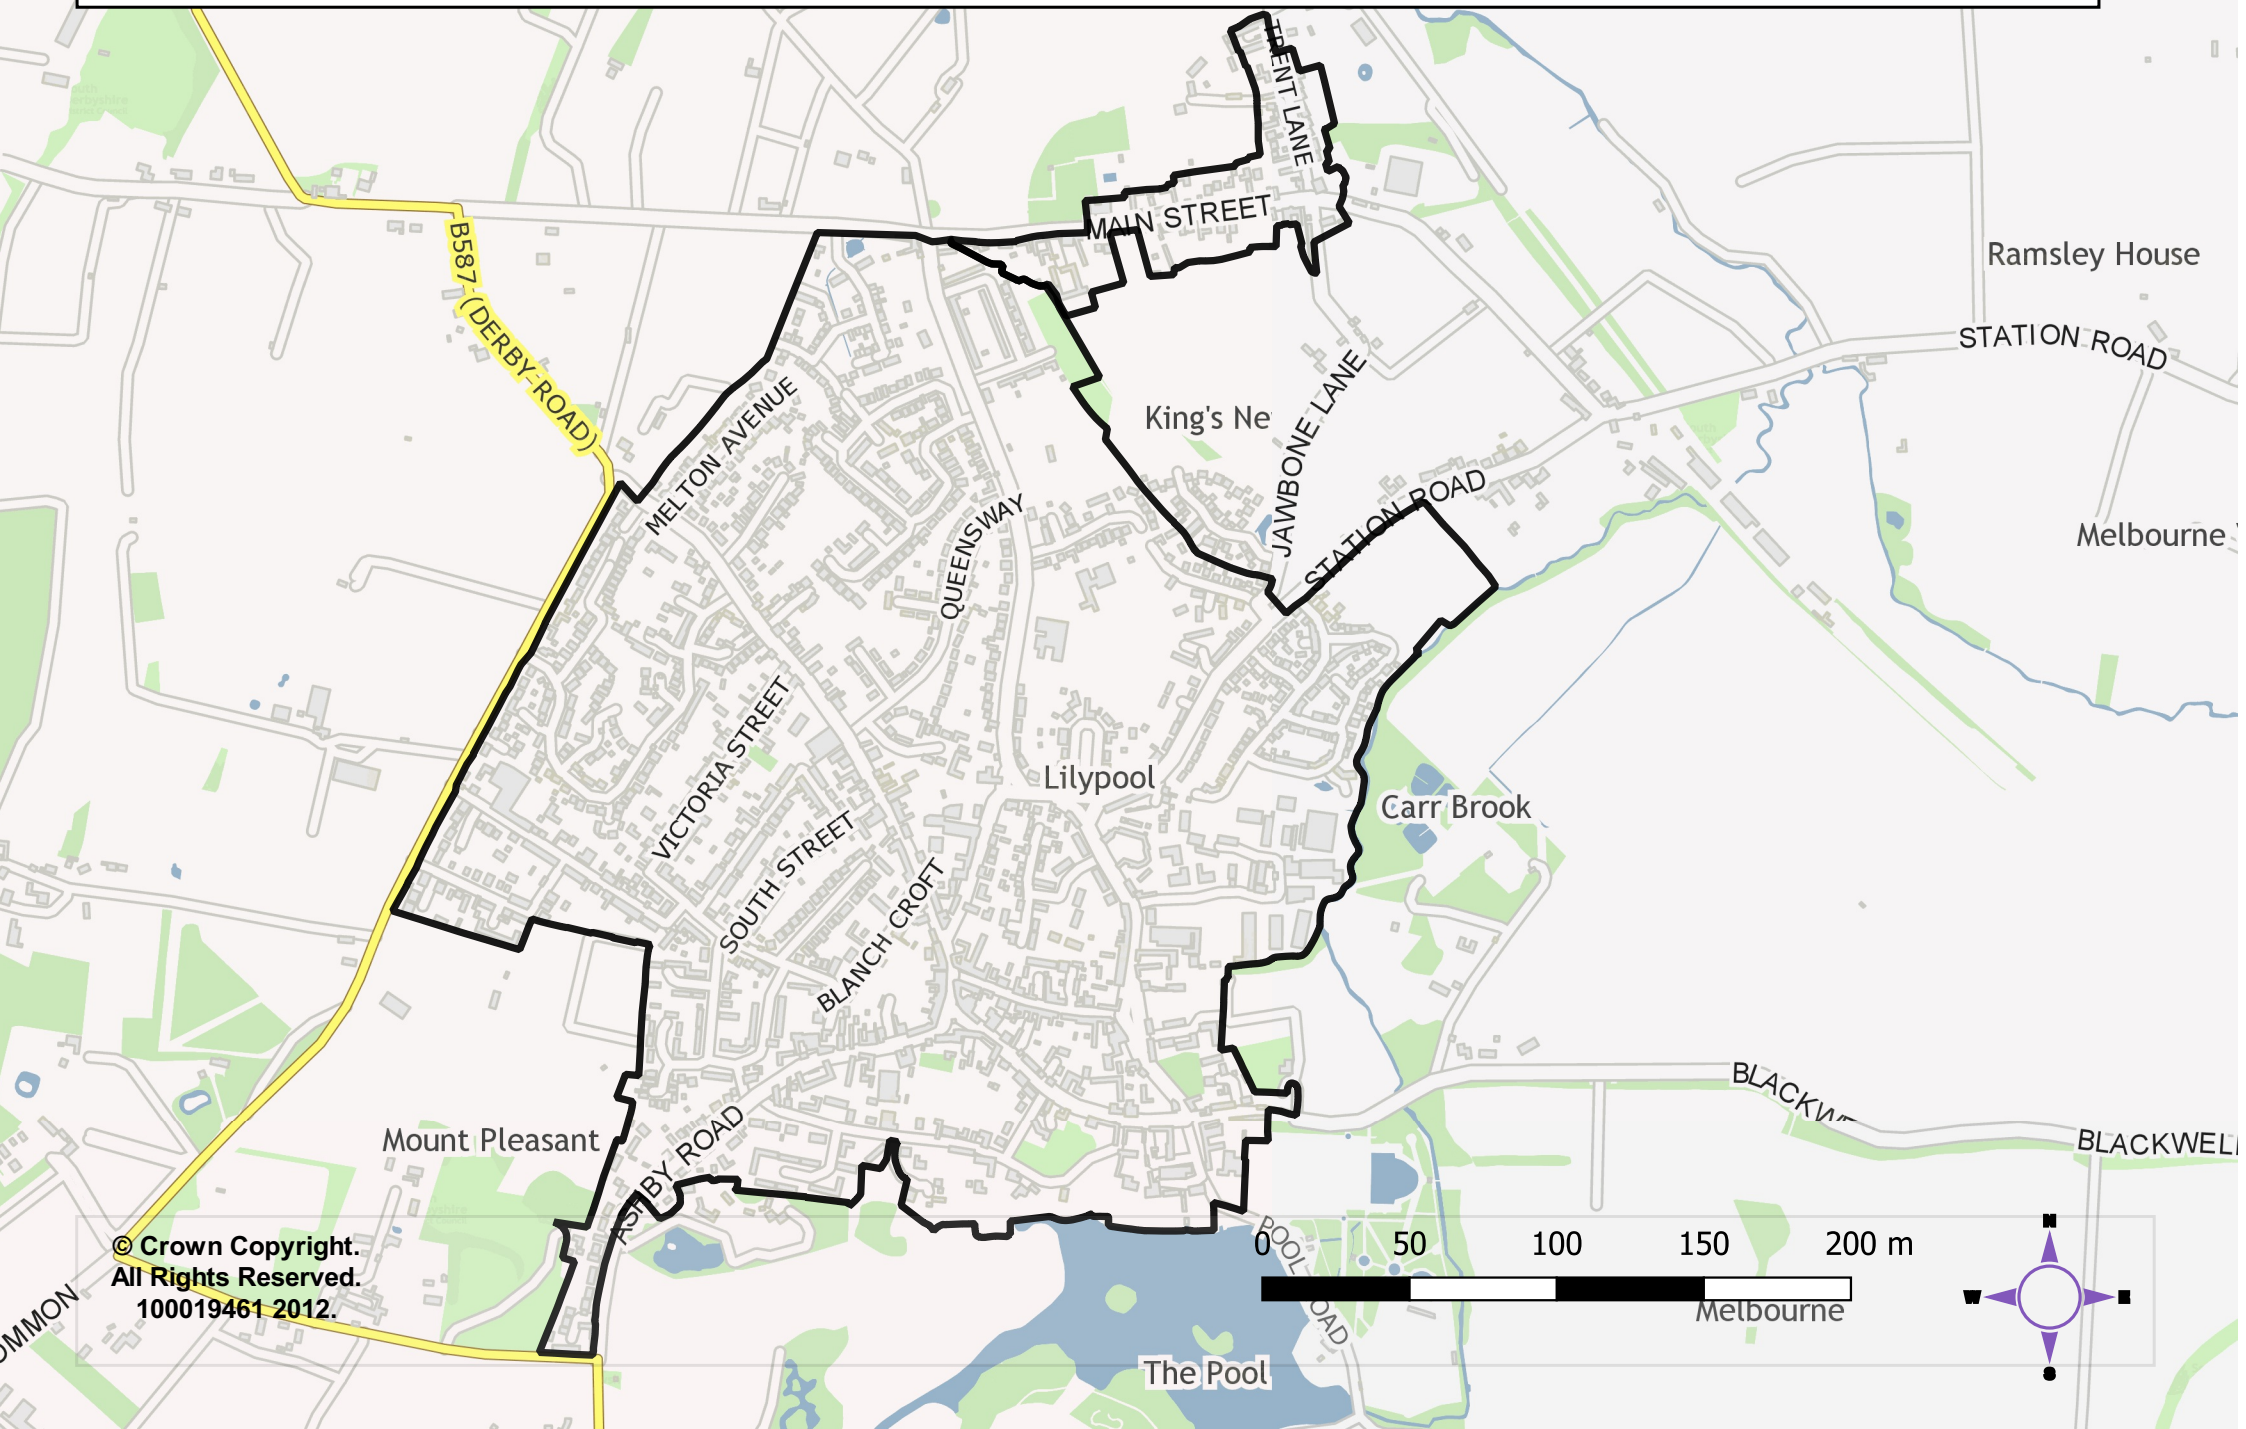 TRENT LANE
MAIN STREET
B587 (DERBY ROAD)
Ramsley House
STATION ROAD
MELTON AVENUE
King's Ne
JAWBONE LANE
STATION ROAD
QUEENSWAY
Melbourne
VICTORIA STREET
Lilypool
Carr Brook
SOUTH STREET
BLANCH CROFT
BLACKWE
BLACKWELL
Mount Pleasant
ASHBY ROAD
POOL ROAD
© Crown Copyright.
All Rights Reserved.
100019461 2012.
OMMON
0 50 100 150 200 m
Melbourne
The Pool
N
W E
S